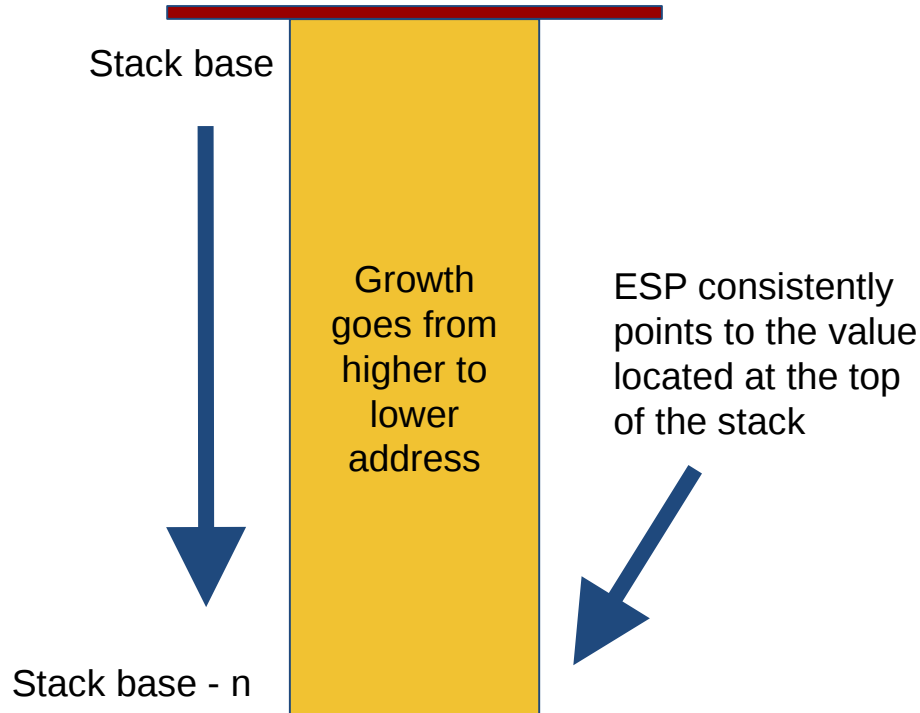 Stack base
Growth
goes from
higher to
lower
address
ESP consistently
points to the value
located at the top
of the stack
Stack base - n